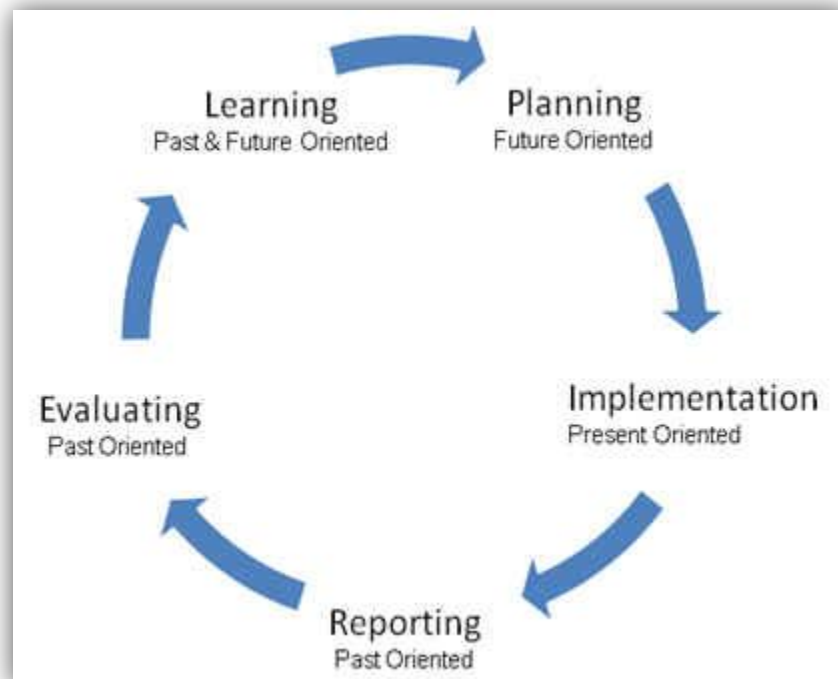 Learning
Past & Future Oriented
Planning
Future Oriented
Implementation
Present Oriented
Reporting
Past Oriented
Evaluating
Past Oriented